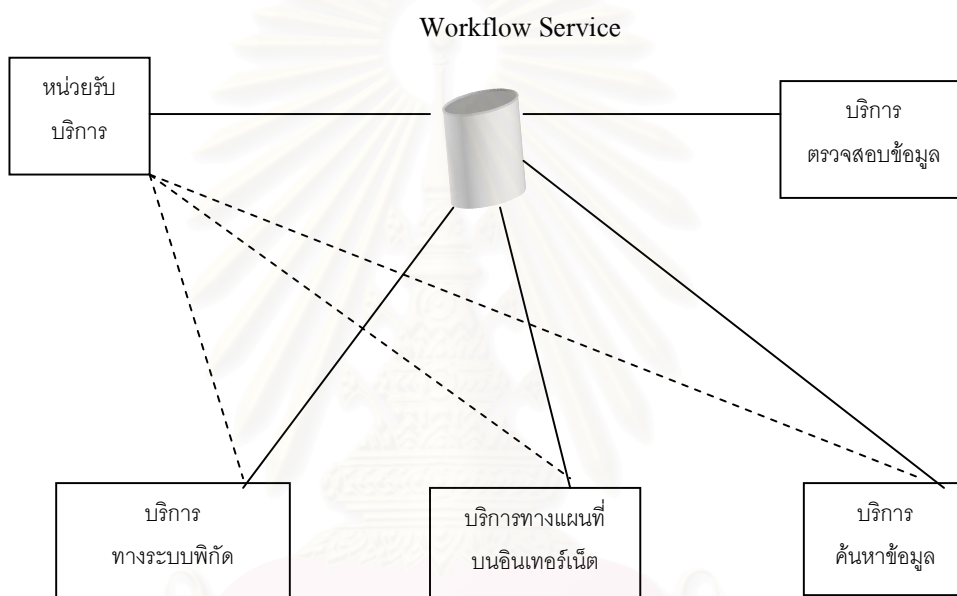 Workflow Service
หน่วยรับ
บริการ
บริการ
ตรวจสอบข้อมูล
บริการ
ทางระบบพิกัด
บริการทางแผนที่
บนอินเทอร์เน็ต
บริการ
ค้นหาข้อมูล